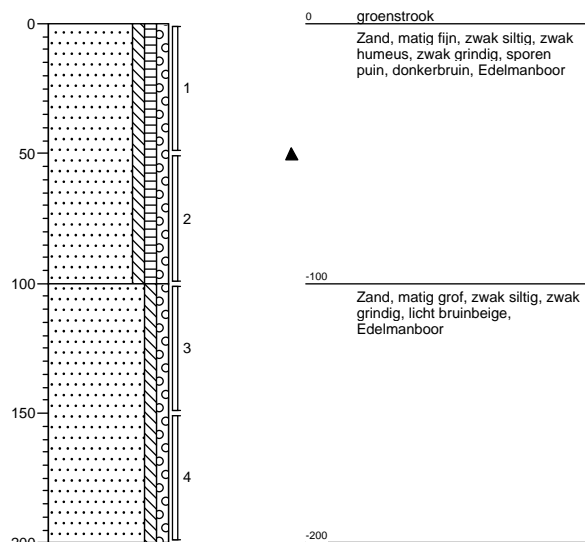 0
50
100
150
200
1
2
3
4
0
groenstrook
Zand, matig fijn, zwak siltig, zwak
humeus, zwak grindig, sporen
puin, donkerbruin, Edelmanboor
-100
Zand, matig grof, zwak siltig, zwak
grindig, licht bruinbeige,
Edelmanboor
-200